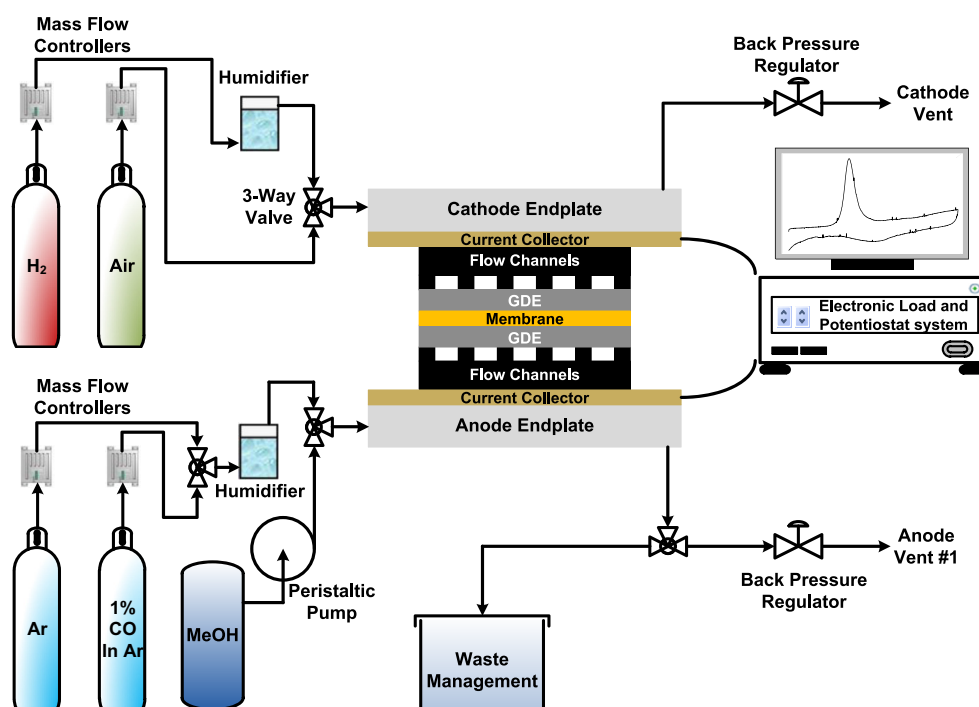 Mass Flow
Controllers
Humidifier
Back Pressure
Regulator
Cathode
Vent
3-Way
Valve
Cathode Endplate
Current Collector
H₂
Air
Flow Channels
GDE
Membrane
GDE
Flow Channels
Current Collector
Anode Endplate
Electronic Load and
Potentiostat system
Mass Flow
Controllers
Humidifier
Peristaltic
Pump
Ar
1%
CO
In Ar
MeOH
Waste
Management
Back Pressure
Regulator
Anode
Vent #1